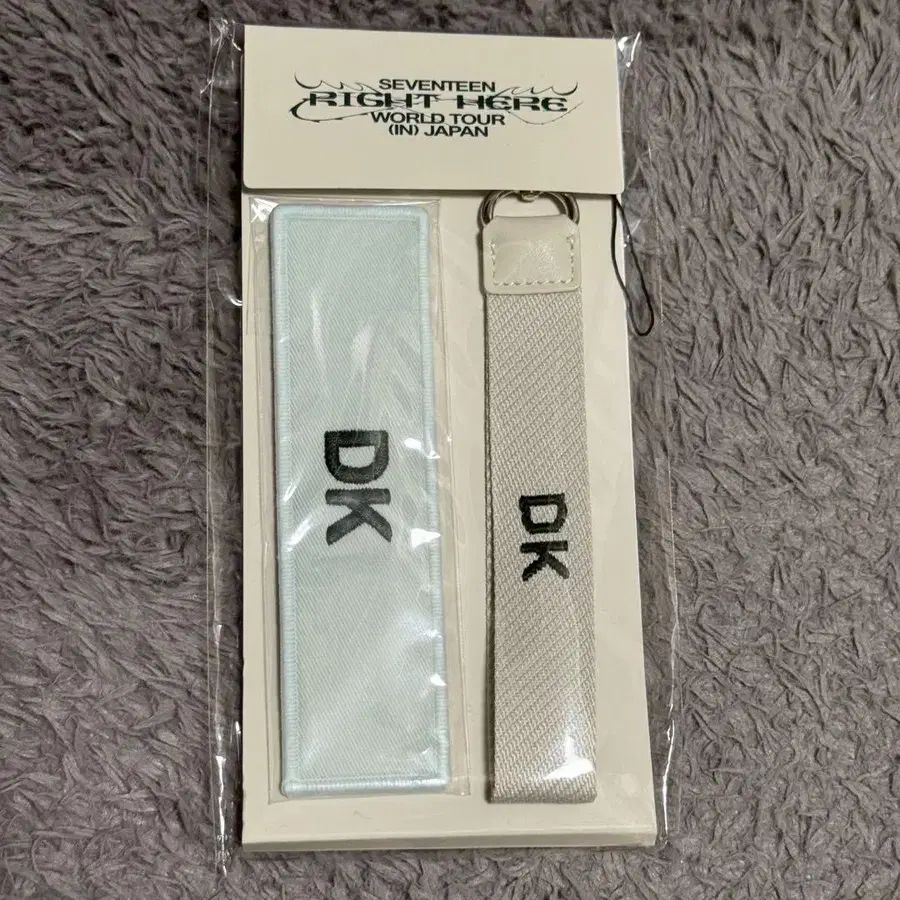 SEVENTEEN
RIGHT HERE
WORLD TOUR
(IN) JAPAN
DK
DK